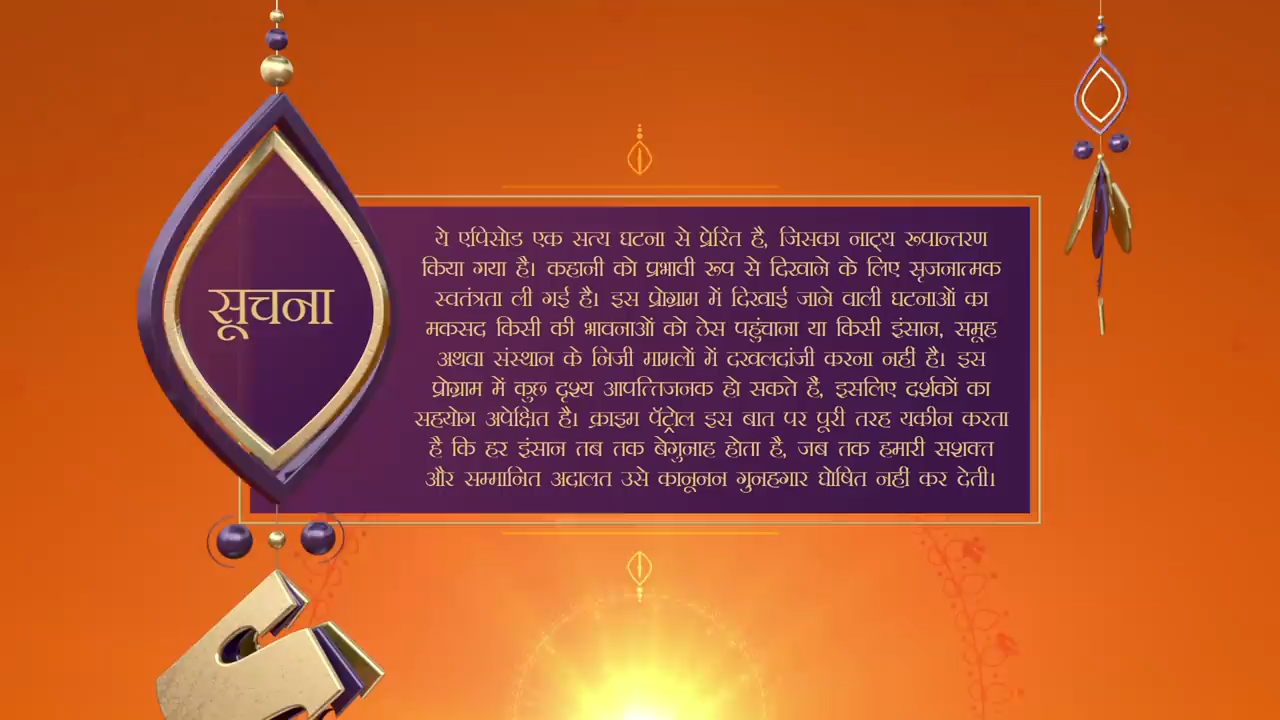 सूचना
ये एपिसोड एक सत्य घटना से प्रेरित है, जिसका नाट्य रूपान्तरण
किया गया है। कहानी को प्रभावी रूप से दिखाने के लिए सृजनात्मक
स्वतंत्रता ली गई है। इस प्रोग्राम में दिखाई जाने वाली घटनाओं का
मकसद किसी की भावनाओं को ठेस पहुंचाना या किसी इंसान, समूह
अथवा संस्थान के निजी मामलों में दखलदांजी करना नहीं है। इस
प्रोग्राम में कुछ दृश्य आपत्तिजनक हो सकते हैं, इसलिए दर्शकों का
सहयोग अपेक्षित है। क्राइम पॅट्रोल इस बात पर पूरी तरह यकीन करता
है कि हर इंसान तब तक बेगुनाह होता है, जब तक हमारी सशक्त
और सम्मानित अदालत उसे कानूनन गुनहगार घोषित नहीं कर देती।